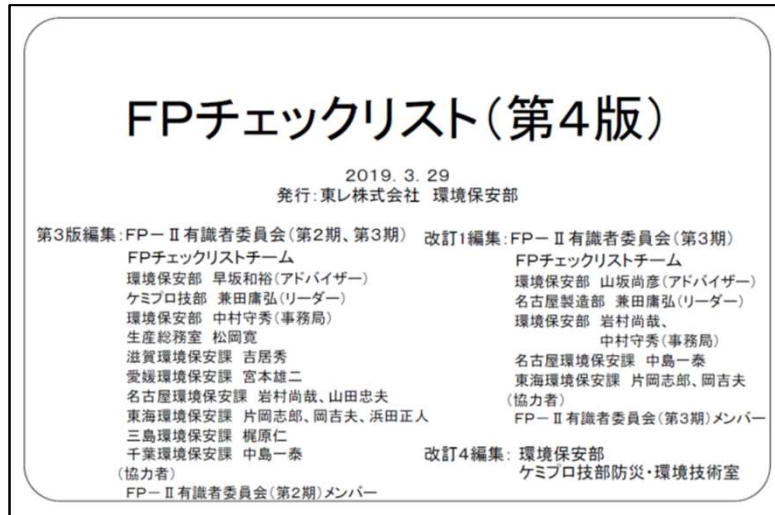 FPチェックリスト（第4版）
2019. 3. 29
発行：東レ株式会社 環境保安部
第3版編集：FP－Ⅱ有識者委員会（第2期、第3期）
FPチェックリストチーム
環境保安部 早坂和裕（アドバイザー）
ケミプロ技部 兼田庸弘（リーダー）
環境保安部 中村守秀（事務局）
生産総務室 松岡寛
滋賀環境保安課 吉居秀
愛媛環境保安課 宮本雄二
名古屋環境保安課 岩村尚哉、山田忠夫
東海環境保安課 片岡志郎、岡吉夫、浜田正人
三島環境保安課 梶原仁
千葉環境保安課 中島一泰
（協力者）
FP－Ⅱ有識者委員会（第2期）メンバー
改訂1編集：FP－Ⅱ有識者委員会（第3期）
FPチェックリストチーム
環境保安部 山坂尚彦（アドバイザー）
名古屋製造部 兼田庸弘（リーダー）
環境保安部 岩村尚哉、
中村守秀（事務局）
名古屋環境保安課 中島一泰
東海環境保安課 片岡志郎、岡吉夫
（協力者）
FP－Ⅱ有識者委員会（第3期）メンバー
改訂4編集： 環境保安部
ケミプロ技部防災・環境技術室